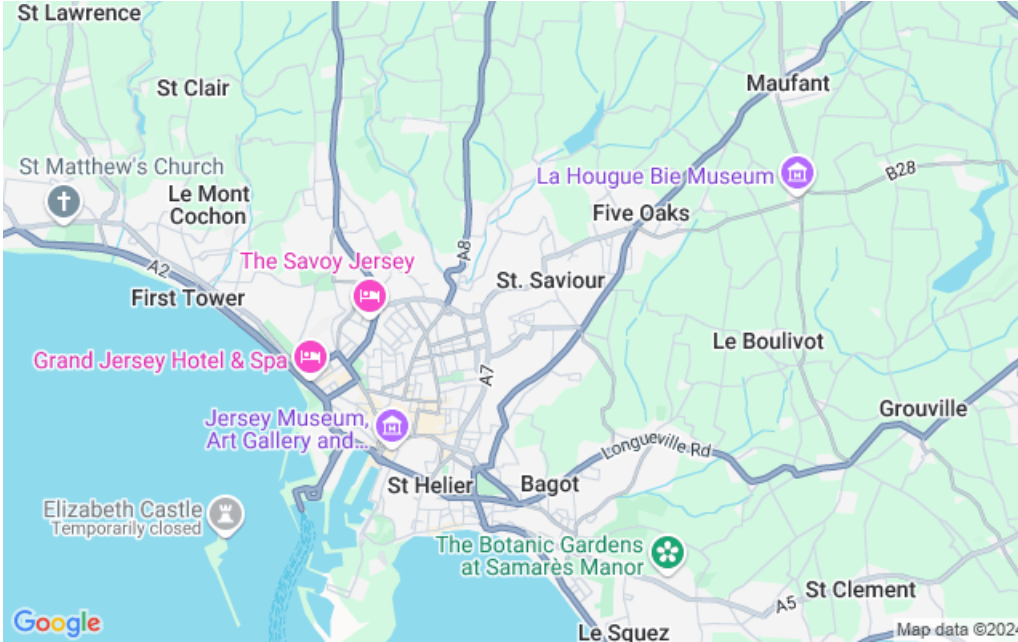 St Lawrence
St Clair
Maufant
St Matthew's Church
La Hougue Bie Museum
B28
Le Mont
Cochon
Five Oaks
A8
The Savoy Jersey
A2
St. Saviour
First Tower
Le Boulivot
Grand Jersey Hotel & Spa
A7
Grouville
Jersey Museum,
Art Gallery and...
Longueville Rd
St Helier
Bagot
Elizabeth Castle
Temporarily closed
The Botanic Gardens
at Samarès Manor
St Clement
A5
Google
Le Squez
Map data ©2024